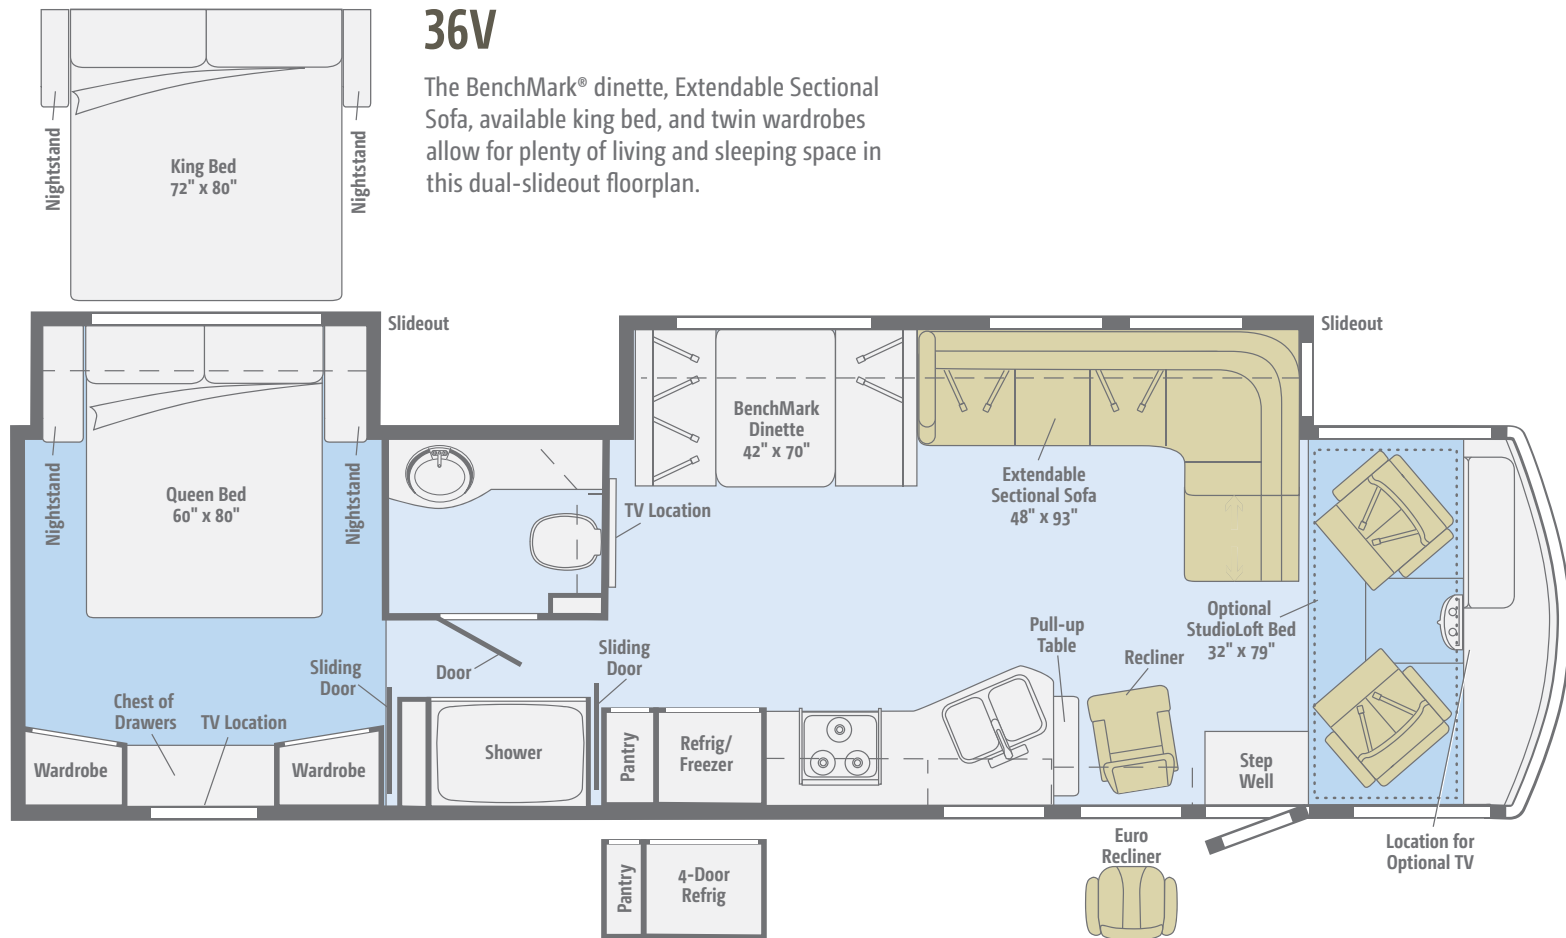 36V
The BenchMark® dinette, Extendable Sectional
Sofa, available king bed, and twin wardrobes
allow for plenty of living and sleeping space in
this dual-slideout floorplan.
Nightstand
King Bed
72" x 80"
Nightstand
Slideout
Slideout
Nightstand
Queen Bed
60" x 80"
Nightstand
TV Location
BenchMark
Dinette
42" x 70"
Extendable
Sectional Sofa
48" x 93"
Optional
StudioLoft Bed
32" x 79"
Pull-up
Table
Recliner
Sliding
Door
Door
Sliding
Door
Chest of
Drawers
TV Location
Wardrobe
Wardrobe
Shower
Pantry
Refrig/
Freezer
Step
Well
Location for
Optional TV
Euro
Recliner
Pantry
4-Door
Refrig